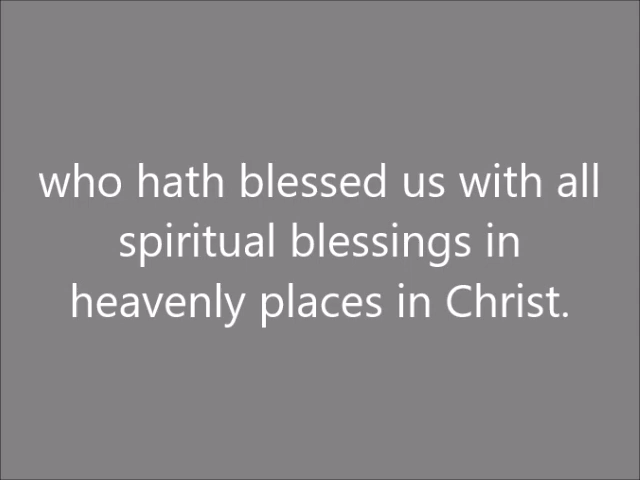 who hath blessed us with all
spiritual blessings in
heavenly places in Christ.